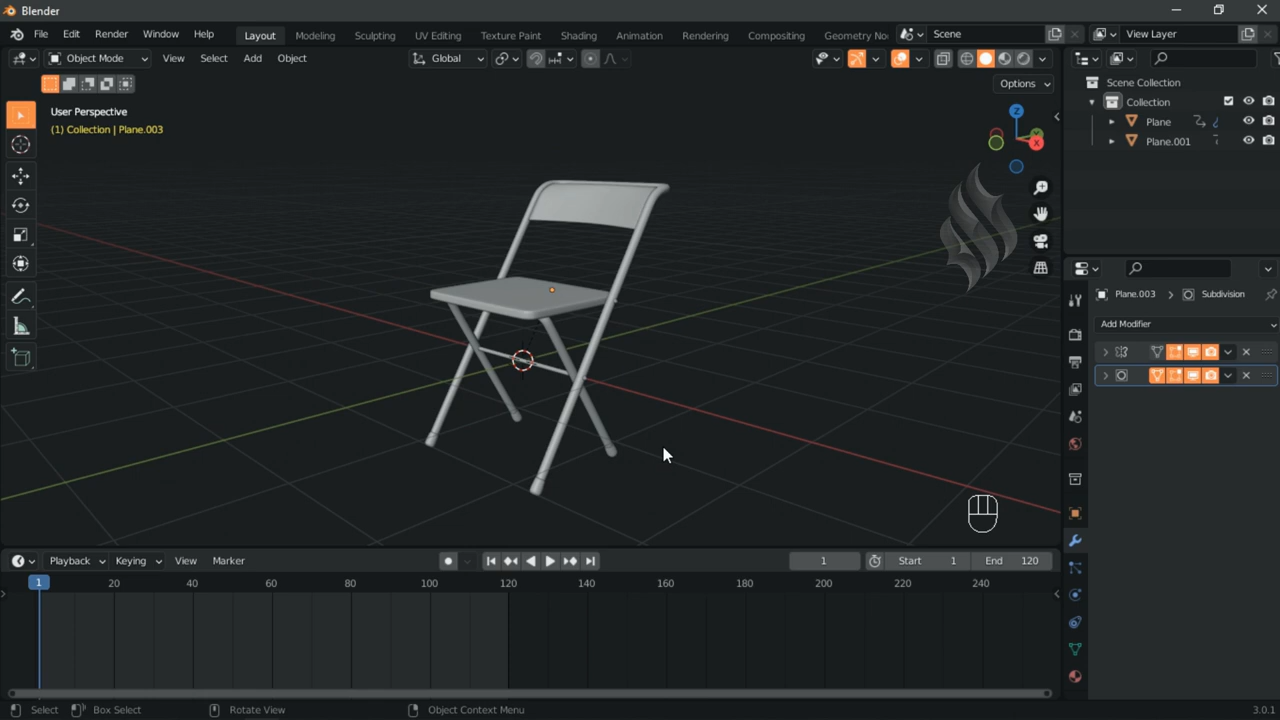 Blender
File Edit Render Window Help
Layout Modeling Sculpting UV Editing Texture Paint Shading Animation Rendering Compositing Geometry No
Scene
View Layer
Object Mode View Select Add Object
Global
Options
User Perspective
(1) Collection | Plane.003
Z
Y
X
Scene Collection
Collection
Plane
Plane.001
Plane.003
Subdivision
Add Modifier
Playback Keying View Marker
1
Start 1
End 120
1 20 40 60 80 100 120 140 160 180 200 220 240
Select Box Select Rotate View Object Context Menu
3.0.1